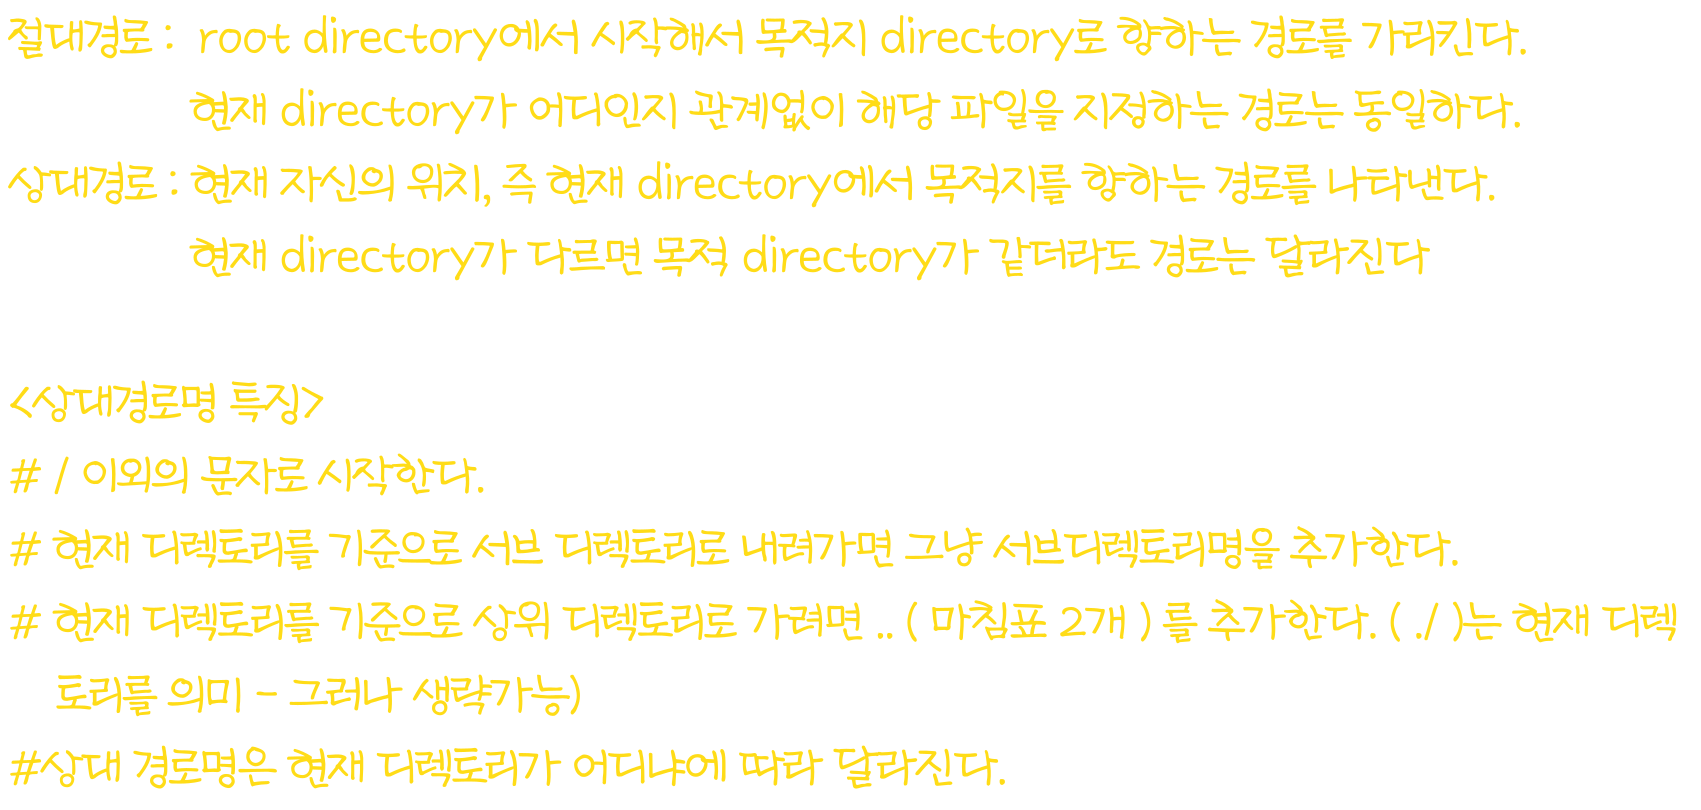 절대경로 : root directory에서 시작해서 목적지 directory로 향하는 경로를 가리킨다.
현재 directory가 어디인지 관계없이 해당 파일을 지정하는 경로는 동일하다.
상대경로 : 현재 자신의 위치, 즉 현재 directory에서 목적지를 향하는 경로를 나타낸다.
현재 directory가 다르면 목적 directory가 같더라도 경로는 달라진다
<상대경로명 특징>
# / 이외의 문자로 시작한다.
# 현재 디렉토리를 기준으로 서브 디렉토리로 내려가면 그냥 서브디렉토리명을 추가한다.
# 현재 디렉토리를 기준으로 상위 디렉토리로 가려면 .. ( 마침표 2개 ) 를 추가한다. ( ./ )는 현재 디렉
토리를 의미 - 그러나 생략가능)
#상대 경로명은 현재 디렉토리가 어디냐에 따라 달라진다.